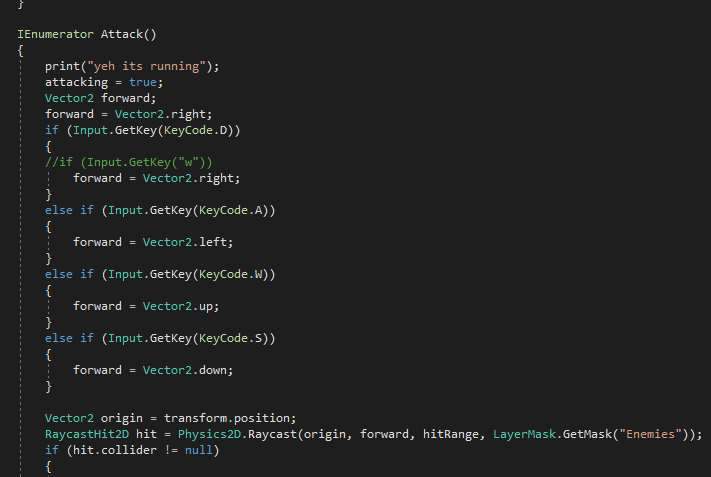 }
IEnumerator Attack()
{
print("yeh its running");
attacking = true;
Vector2 forward;
forward = Vector2.right;
if (Input.GetKey(KeyCode.D))
{
//if (Input.GetKey("w"))
forward = Vector2.right;
}
else if (Input.GetKey(KeyCode.A))
{
forward = Vector2.left;
}
else if (Input.GetKey(KeyCode.W))
{
forward = Vector2.up;
}
else if (Input.GetKey(KeyCode.S))
{
forward = Vector2.down;
}
Vector2 origin = transform.position;
RaycastHit2D hit = Physics2D.Raycast(origin, forward, hitRange, LayerMask.GetMask("Enemies"));
if (hit.collider != null)
{